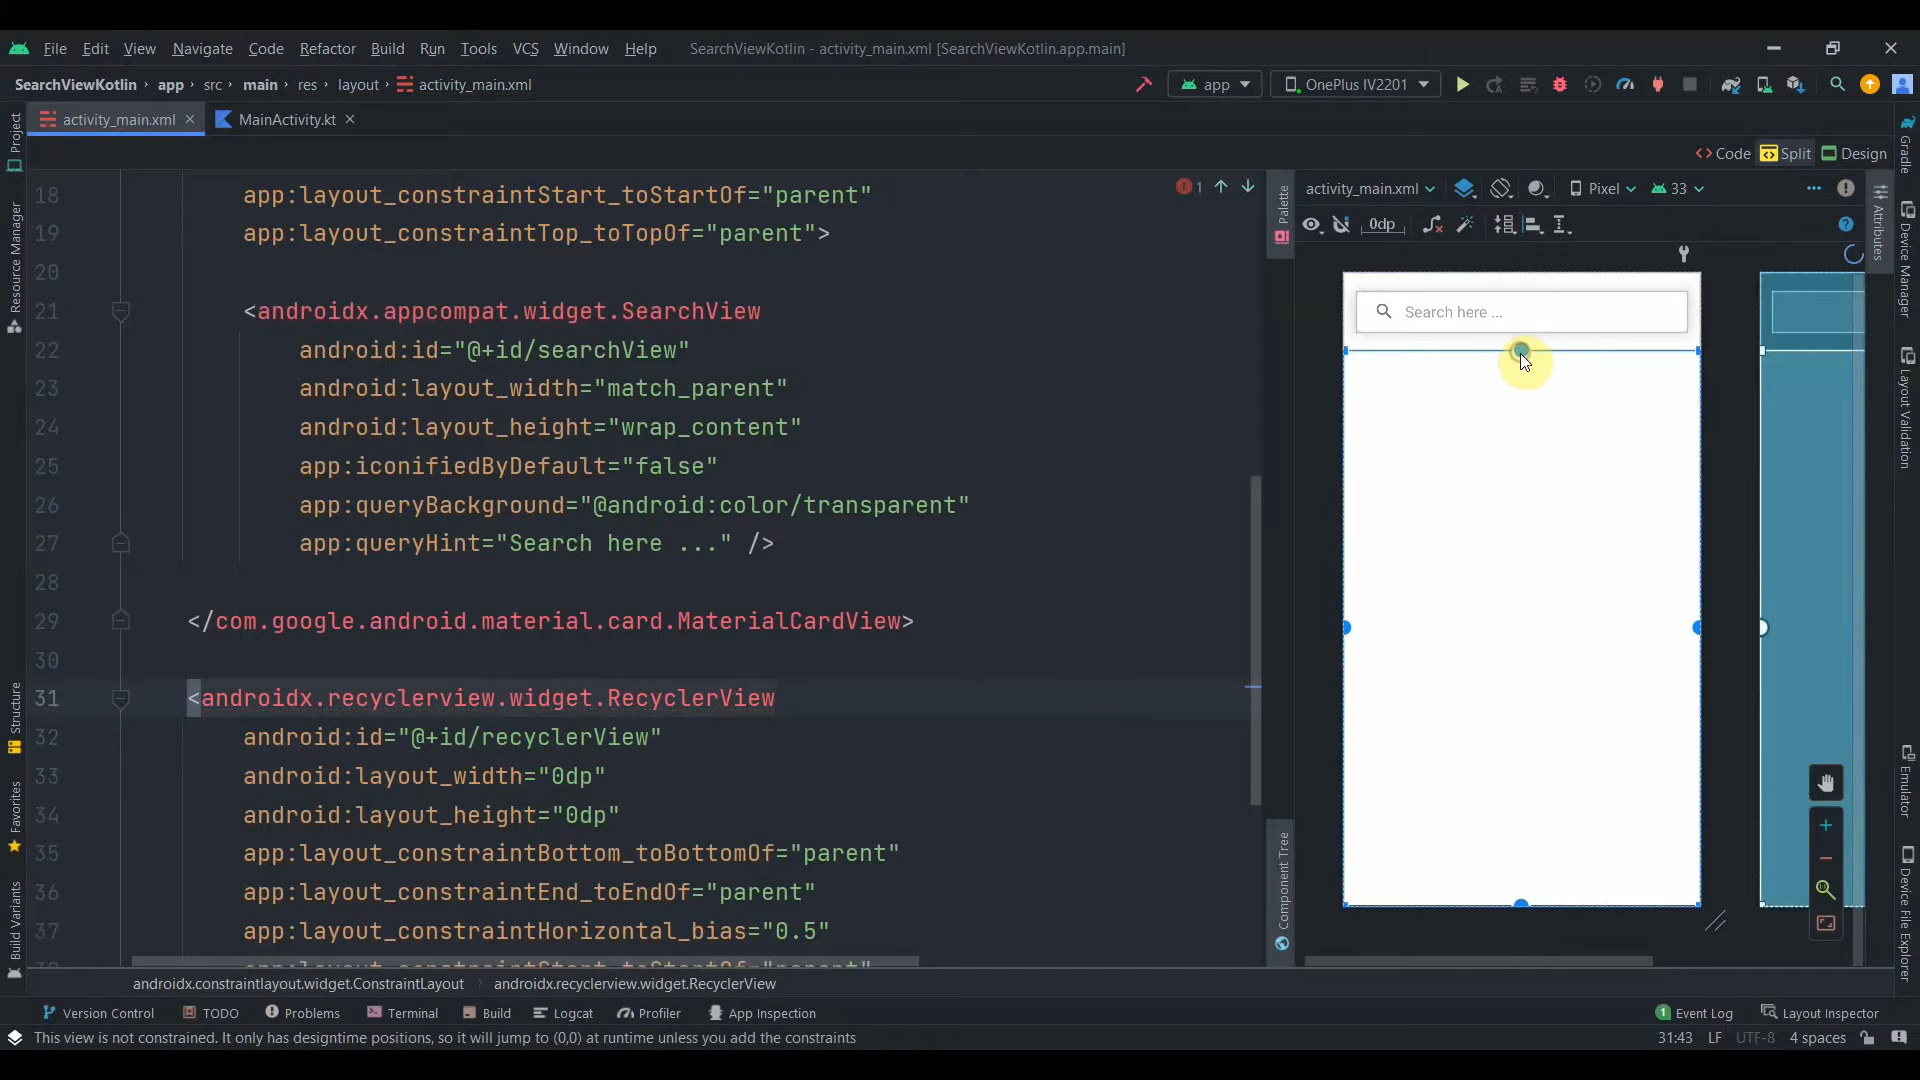 File Edit View Navigate Code Refactor Build Run Tools VCS Window Help SearchViewKotlin - activity_main.xml [SearchViewKotlin.app.main]
SearchViewKotlin app src main res layout activity_main.xml app OnePlus IV2201
activity_main.xml MainActivity.kt
Code Split Design
Project
Resource Manager
Structure
Favorites
Build Variants
18 app:layout_constraintStart_toStartOf="parent"
19 app:layout_constraintTop_toTopOf="parent">
20
21 <androidx.appcompat.widget.SearchView
22 android:id="@+id/searchView"
23 android:layout_width="match_parent"
24 android:layout_height="wrap_content"
25 app:iconifiedByDefault="false"
26 app:queryBackground="@android:color/transparent"
27 app:queryHint="Search here ..." />
28
29 </com.google.android.material.card.MaterialCardView>
30
31 <androidx.recyclerview.widget.RecyclerView
32 android:id="@+id/recyclerView"
33 android:layout_width="0dp"
34 android:layout_height="0dp"
35 app:layout_constraintBottom_toBottomOf="parent"
36 app:layout_constraintEnd_toEndOf="parent"
37 app:layout_constraintHorizontal_bias="0.5"
1
Palette
Component Tree
activity_main.xml Pixel 33
0dp
Search here ...
Attributes
Gradle
Device Manager
Layout Validation
Emulator
Device File Explorer
androidx.constraintlayout.widget.ConstraintLayout androidx.recyclerview.widget.RecyclerView
Version Control TODO Problems Terminal Build Logcat Profiler App Inspection 1 Event Log Layout Inspector
This view is not constrained. It only has designtime positions, so it will jump to (0,0) at runtime unless you add the constraints 31:43 LF UTF-8 4 spaces